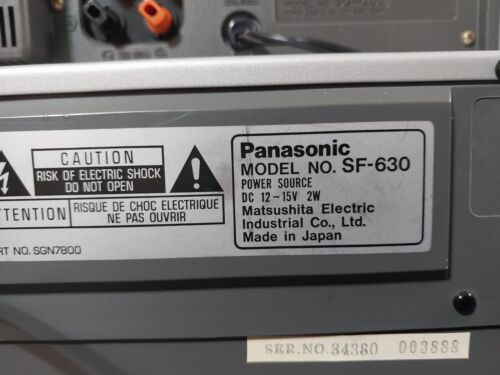 CAUTION
RISK OF ELECTRIC SHOCK
DO NOT OPEN
TTENTION
RISQUE DE CHOC ELECTRIQUE
NE PAS OUVRIR
RT NO. SGN7800
Panasonic
MODEL NO. SF-630
POWER SOURCE
DC 12-15V 2W
Matsushita Electric
Industrial Co., Ltd.
Made in Japan
SER.NO. 34380 003888